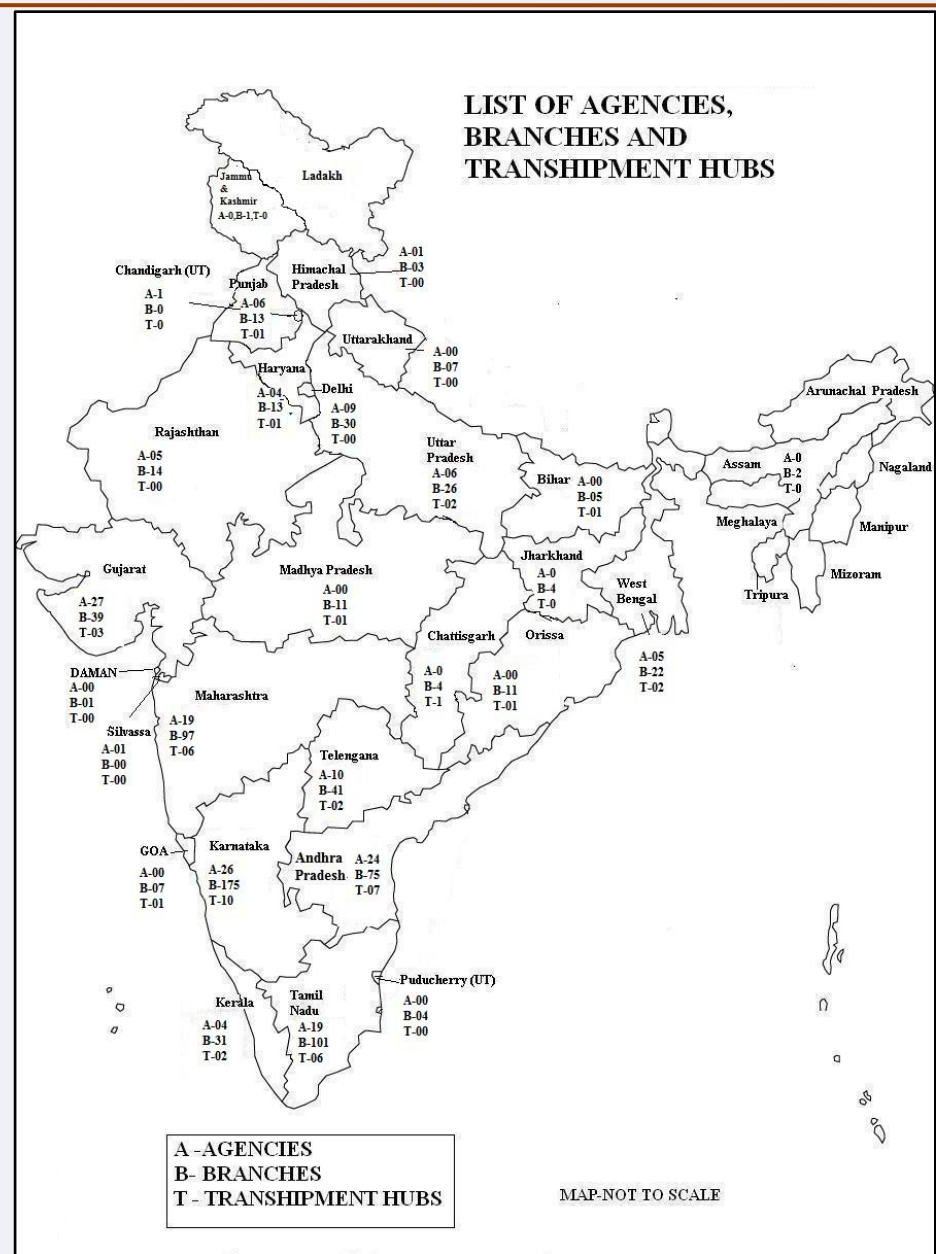 LIST OF AGENCIES,
BRANCHES AND
TRANSHIPMENT HUBS
Ladakh
Jammu
&
Kashmir
A-0,B-1,T-0
Himachal
Pradesh
A-01
B-03
T-00
Chandigarh (UT)
A-1
B-0
T-0
Punjab
A-06
B-13
T-01
Uttarakhand
A-00
B-07
T-00
Haryana
A-04
B-13
T-01
Delhi
A-09
B-30
T-00
Rajashthan
A-05
B-14
T-00
Uttar
Pradesh
A-06
B-26
T-02
Bihar
A-00
B-05
T-01
Arunachal Pradesh
Assam
A-0
B-2
T-0
Nagaland
Meghalaya
Manipur
Tripura
Mizoram
Gujarat
A-27
B-39
T-03
Madhya Pradesh
A-00
B-11
T-01
Jharkhand
A-0
B-4
T-0
West
Bengal
A-05
B-22
T-02
Chattisgarh
A-0
B-4
T-1
Orissa
A-00
B-11
T-01
DAMAN
A-00
B-01
T-00
Silvassa
A-01
B-00
T-00
Maharashtra
A-19
B-97
T-06
Telengana
A-10
B-41
T-02
GOA
A-00
B-07
T-01
Karnataka
A-26
B-175
T-10
Andhra
Pradesh
A-24
B-75
T-07
Puducherry (UT)
A-00
B-04
T-00
Kerala
A-04
B-31
T-02
Tamil
Nadu
A-19
B-101
T-06
A -AGENCIES
B- BRANCHES
T - TRANSHIPMENT HUBS
MAP-NOT TO SCALE